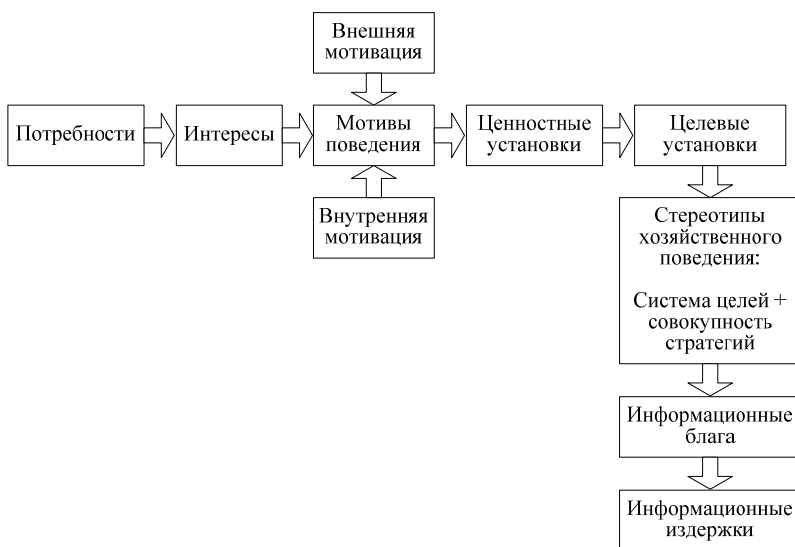 Внешняя
мотивация
Потребности
Интересы
Мотивы
поведения
Ценностные
установки
Целевые
установки
Внутренняя
мотивация
Стереотипы
хозяйственного
поведения:
Система целей +
совокупность
стратегий
Информационные
блага
Информационные
издержки